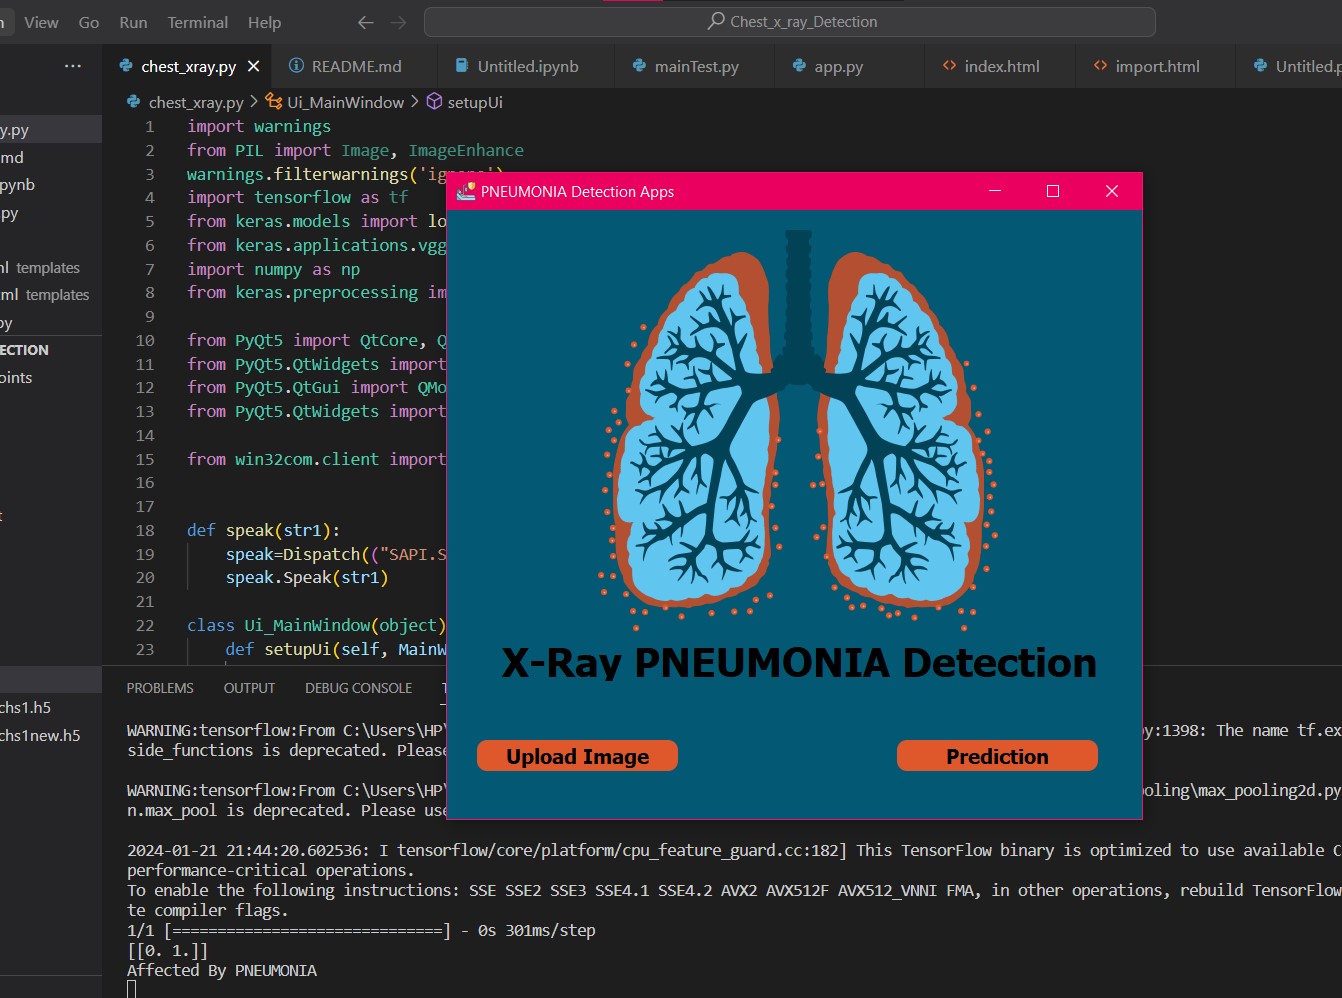 View Go Run Terminal Help
Chest_x_ray_Detection
chest_xray.py README.md Untitled.ipynb mainTest.py app.py index.html import.html Untitled.p
chest_xray.py > Ui_MainWindow > setupUi
y.py
md
pynb
py
ml templates
py
ECTION
oints
1 import warnings
2 from PIL import Image, ImageEnhance
3 warnings.filterwarnings('ignore')
4 import tensorflow as tf
5 from keras.models import lo
6 from keras.applications.vgg
7 import numpy as np
8 from keras.preprocessing im
9
10 from PyQt5 import QtCore, Q
11 from PyQt5.QtWidgets import
12 from PyQt5.QtGui import QMo
13 from PyQt5.QtWidgets import
14
15 from win32com.client import
16
17
18 def speak(str1):
19 speak=Dispatch(("SAPI.S
20 speak.Speak(str1)
21
22 class Ui_MainWindow(object)
23 def setupUi(self, MainW
PNEUMONIA Detection Apps
X-Ray PNEUMONIA Detection
Upload Image
Prediction
chs1.h5
chs1new.h5
PROBLEMS OUTPUT DEBUG CONSOLE
WARNING:tensorflow:From C:\Users\HP\ py:1398: The name tf.ex
side_functions is deprecated. Please
WARNING:tensorflow:From C:\Users\HP\ oling\max_pooling2d.py
n.max_pool is deprecated. Please use
2024-01-21 21:44:20.602536: I tensorflow/core/platform/cpu_feature_guard.cc:182] This TensorFlow binary is optimized to use available C
performance-critical operations.
To enable the following instructions: SSE SSE2 SSE3 SSE4.1 SSE4.2 AVX2 AVX512F AVX512_VNNI FMA, in other operations, rebuild TensorFlow
te compiler flags.
1/1 [==============================] - 0s 301ms/step
[[0. 1.]]
Affected By PNEUMONIA